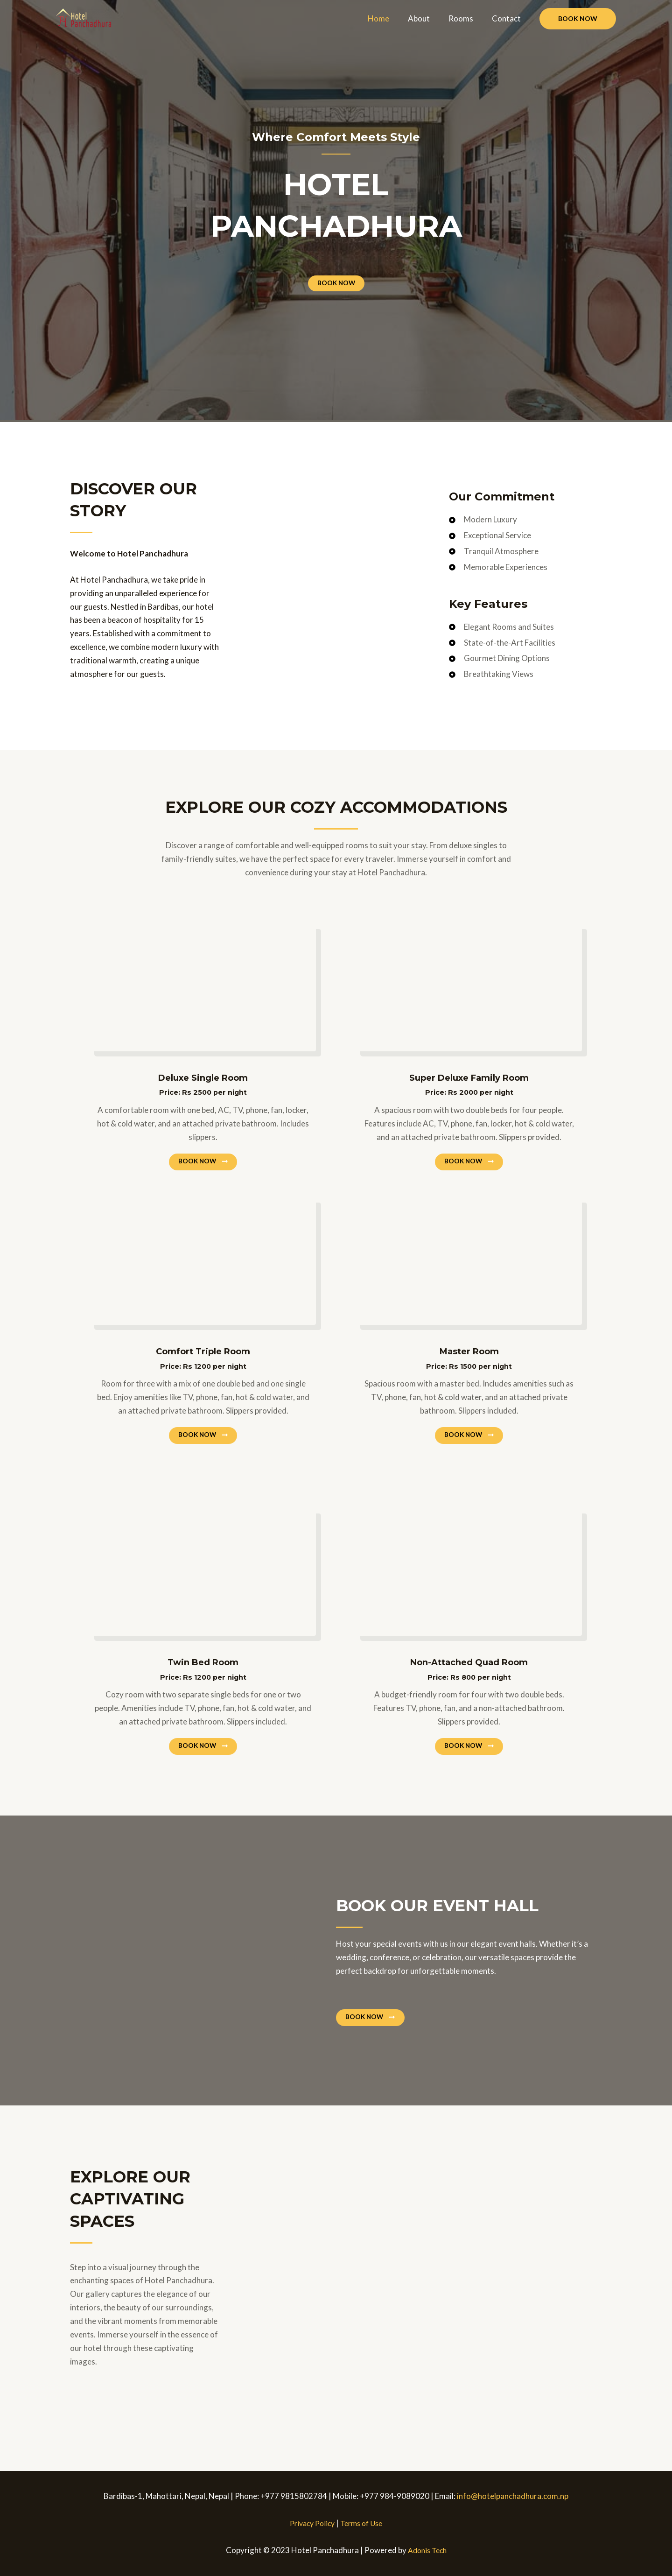 Hotel
Panchadhura
Home
About
Rooms
Contact
BOOK NOW
Where Comfort Meets Style
HOTEL
PANCHADHURA
BOOK NOW
DISCOVER OUR
STORY
Welcome to Hotel Panchadhura
At Hotel Panchadhura, we take pride in
providing an unparalleled experience for
our guests. Nestled in Bardibas, our hotel
has been a beacon of hospitality for 15
years. Established with a commitment to
excellence, we combine modern luxury with
traditional warmth, creating a unique
atmosphere for our guests.
Our Commitment
Modern Luxury
Exceptional Service
Tranquil Atmosphere
Memorable Experiences
Key Features
Elegant Rooms and Suites
State-of-the-Art Facilities
Gourmet Dining Options
Breathtaking Views
EXPLORE OUR COZY ACCOMMODATIONS
Discover a range of comfortable and well-equipped rooms to suit your stay. From deluxe singles to
family-friendly suites, we have the perfect space for every traveler. Immerse yourself in comfort and
convenience during your stay at Hotel Panchadhura.
Deluxe Single Room
Price: Rs 2500 per night
A comfortable room with one bed, AC, TV, phone, fan, locker,
hot & cold water, and an attached private bathroom. Includes
slippers.
BOOK NOW
Super Deluxe Family Room
Price: Rs 2000 per night
A spacious room with two double beds for four people.
Features include AC, TV, phone, fan, locker, hot & cold water,
and an attached private bathroom. Slippers provided.
BOOK NOW
Comfort Triple Room
Price: Rs 1200 per night
Room for three with a mix of one double bed and one single
bed. Enjoy amenities like TV, phone, fan, hot & cold water, and
an attached private bathroom. Slippers provided.
BOOK NOW
Master Room
Price: Rs 1500 per night
Spacious room with a master bed. Includes amenities such as
TV, phone, fan, hot & cold water, and an attached private
bathroom. Slippers included.
BOOK NOW
Twin Bed Room
Price: Rs 1200 per night
Cozy room with two separate single beds for one or two
people. Amenities include TV, phone, fan, hot & cold water, and
an attached private bathroom. Slippers included.
BOOK NOW
Non-Attached Quad Room
Price: Rs 800 per night
A budget-friendly room for four with two double beds.
Features TV, phone, fan, and a non-attached bathroom.
Slippers provided.
BOOK NOW
BOOK OUR EVENT HALL
Host your special events with us in our elegant event halls. Whether it's a
wedding, conference, or celebration, our versatile spaces provide the
perfect backdrop for unforgettable moments.
BOOK NOW
EXPLORE OUR
CAPTIVATING
SPACES
Step into a visual journey through the
enchanting spaces of Hotel Panchadhura.
Our gallery captures the elegance of our
interiors, the beauty of our surroundings,
and the vibrant moments from memorable
events. Immerse yourself in the essence of
our hotel through these captivating
images.
Bardibas-1, Mahottari, Nepal, Nepal | Phone: +977 9815802784 | Mobile: +977 984-9089020 | Email: info@hotelpanchadhura.com.np
Privacy Policy | Terms of Use
Copyright © 2023 Hotel Panchadhura | Powered by Adonis Tech